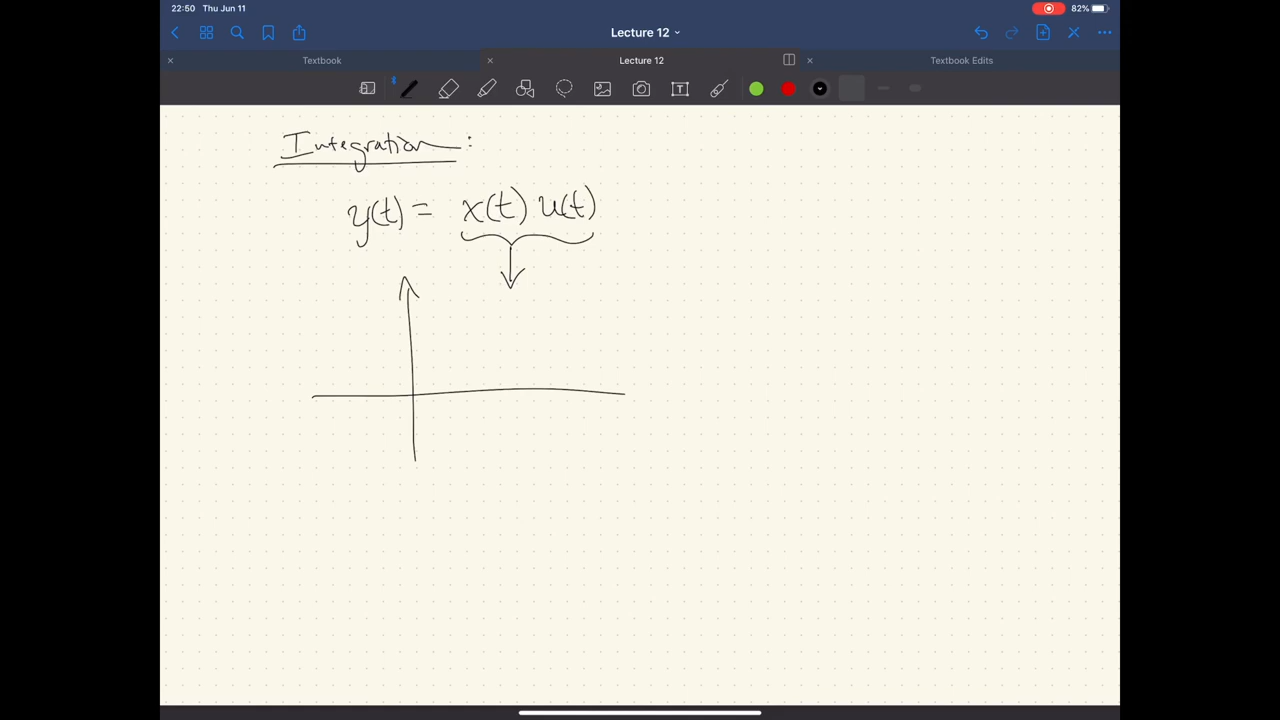 22:50 Thu Jun 11 82%
Lecture 12
Textbook Lecture 12 Textbook Edits
T
Integration:
y(t) = x(t) u(t)